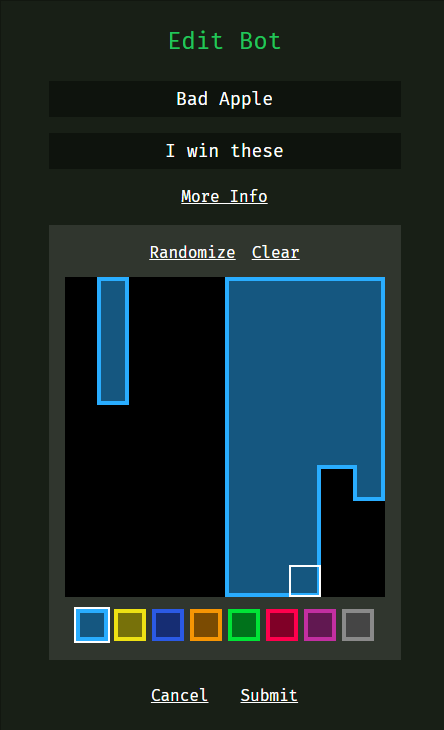 Edit Bot
Bad Apple
I win these
More Info
Randomize Clear
Cancel Submit